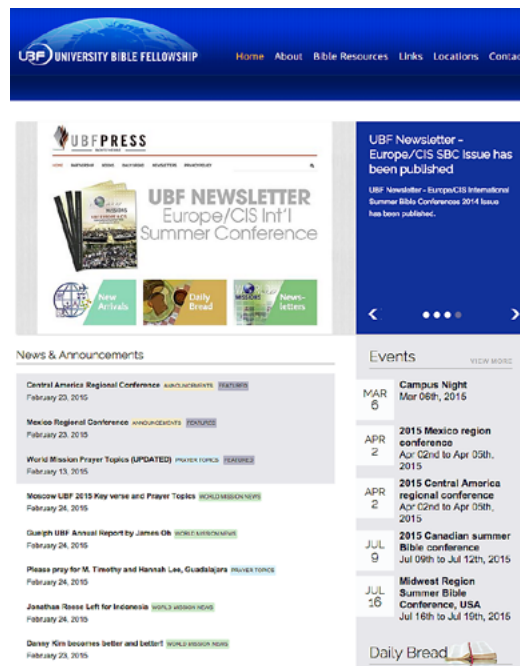 UBF UNIVERSITY BIBLE FELLOWSHIP
Home About Bible Resources Links Locations Contac
UBFPRESS
HOME
UBF NEWSLETTER
Europe/CIS Int'l
Summer Conference
MISSIONS
New
Arrivals
Daily
Bread
MISSIONS
News-
letters
UBF Newsletter -
Europe/CIS SBC Issue has
been published
UBF Newsletter - Europe/CIS International
Summer Bible Conferences 2014 Issue
has been published.
News & Announcements
Central America Regional Conference ANNOUNCEMENTS FEATURED
February 23, 2015
Mexico Regional Conference ANNOUNCEMENTS FEATURED
February 23, 2015
World Mission Prayer Topics (UPDATED) PRAYER TOPICS FEATURED
February 13, 2015
Moscow UBF 2015 Key verse and Prayer Topics WORLD MISSION NEWS
February 24, 2015
Guelph UBF Annual Report by James Oh WORLD MISSION NEWS
February 24, 2015
Please pray for M. Timothy and Hannah Lee, Guadalajara PRAYER TOPICS
February 24, 2015
Jonathan Reese Left for Indonesia WORLD MISSION NEWS
February 24, 2015
Danny Kim becomes better and better! WORLD MISSION NEWS
February 23, 2015
Events
VIEW MORE
MAR
6
Campus Night
Mar 06th, 2015
APR
2
2015 Mexico region
conference
Apr 02nd to Apr 05th,
2015
APR
2
2015 Central America
regional conference
Apr 02nd to Apr 05th,
2015
JUL
9
2015 Canadian summer
Bible conference
Jul 09th to Jul 12th, 2015
JUL
16
Midwest Region
Summer Bible
Conference, USA
Jul 16th to Jul 19th, 2015
Daily Bread